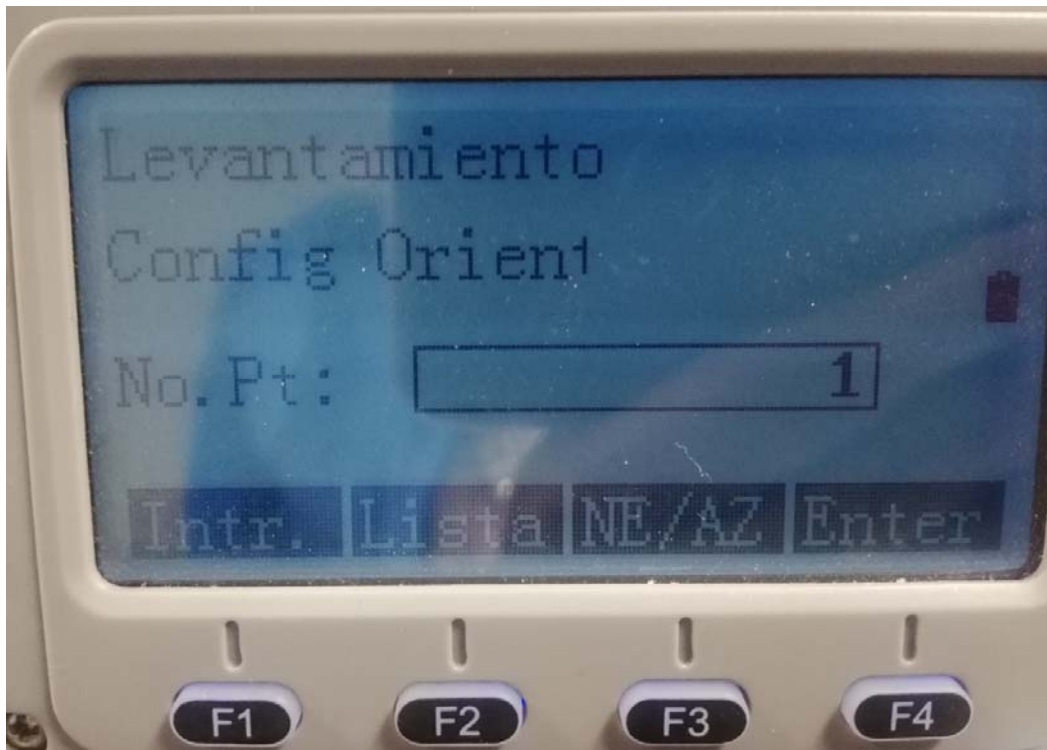 Levantamiento
Config Orient
No.Pt: 1
Intr. Lista NE/AZ Enter
F1 F2 F3 F4